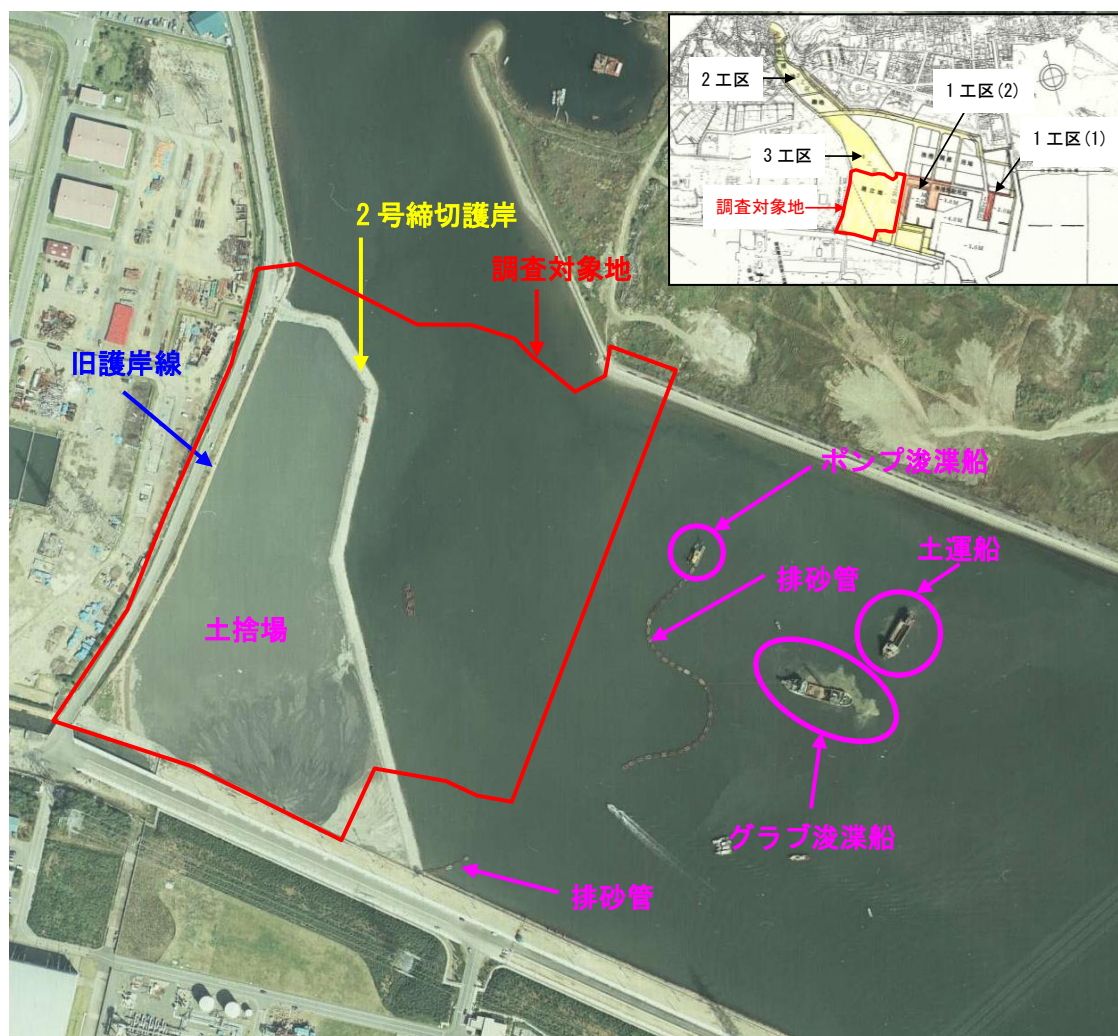 2工区
1工区(2)
1工区(1)
3工区
調査対象地
2号締切護岸
調査対象地
旧護岸線
ポンプ浚渫船
土運船
排砂管
土捨場
グラブ浚渫船
排砂管